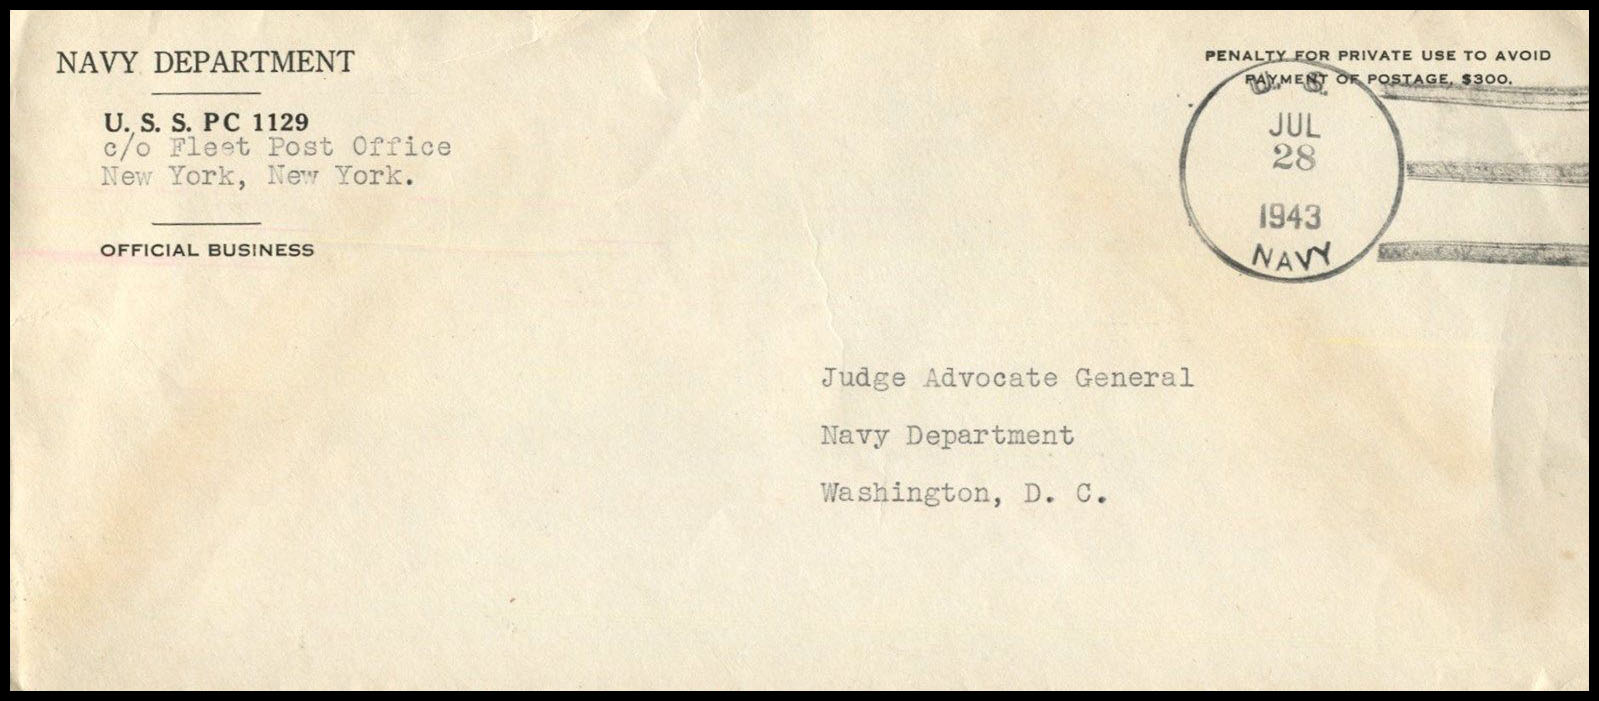 NAVY DEPARTMENT
U. S. S. PC 1129
c/o Fleet Post Office
New York, New York.
OFFICIAL BUSINESS
PENALTY FOR PRIVATE USE TO AVOID
PAYMENT OF POSTAGE, $300.
U. S.
JUL
28
1943
NAVY
Judge Advocate General
Navy Department
Washington, D. C.